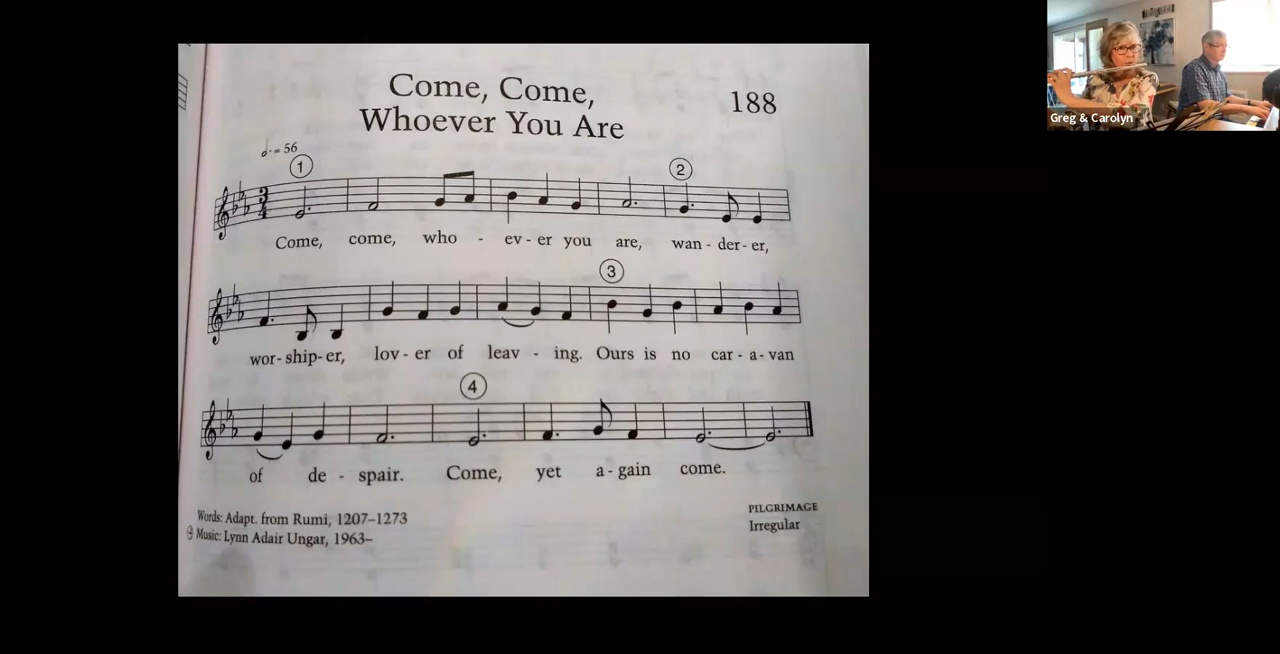 Come, Come,
Whoever You Are
188
= 56
1
2
3
4
Come, come, who - ev - er you are, wan - der - er,
3
wor - ship - er, lov - er of leav - ing. Ours is no car - a - van
4
of de - spair. Come, yet a - gain come.
Words: Adapt. from Rumi, 1207–1273
Music: Lynn Adair Ungar, 1963–
PILGRIMAGE
Irregular
Greg & Carolyn